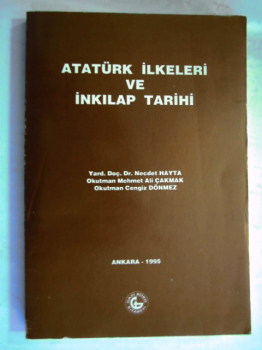 ATATÜRK İLKELERİ
VE
İNKILAP TARİHİ
Yard. Doç. Dr. Necdet HAYTA
Okutman Mehmet Ali ÇAKMAK
Okutman Cengiz DÖNMEZ
ANKARA - 1995